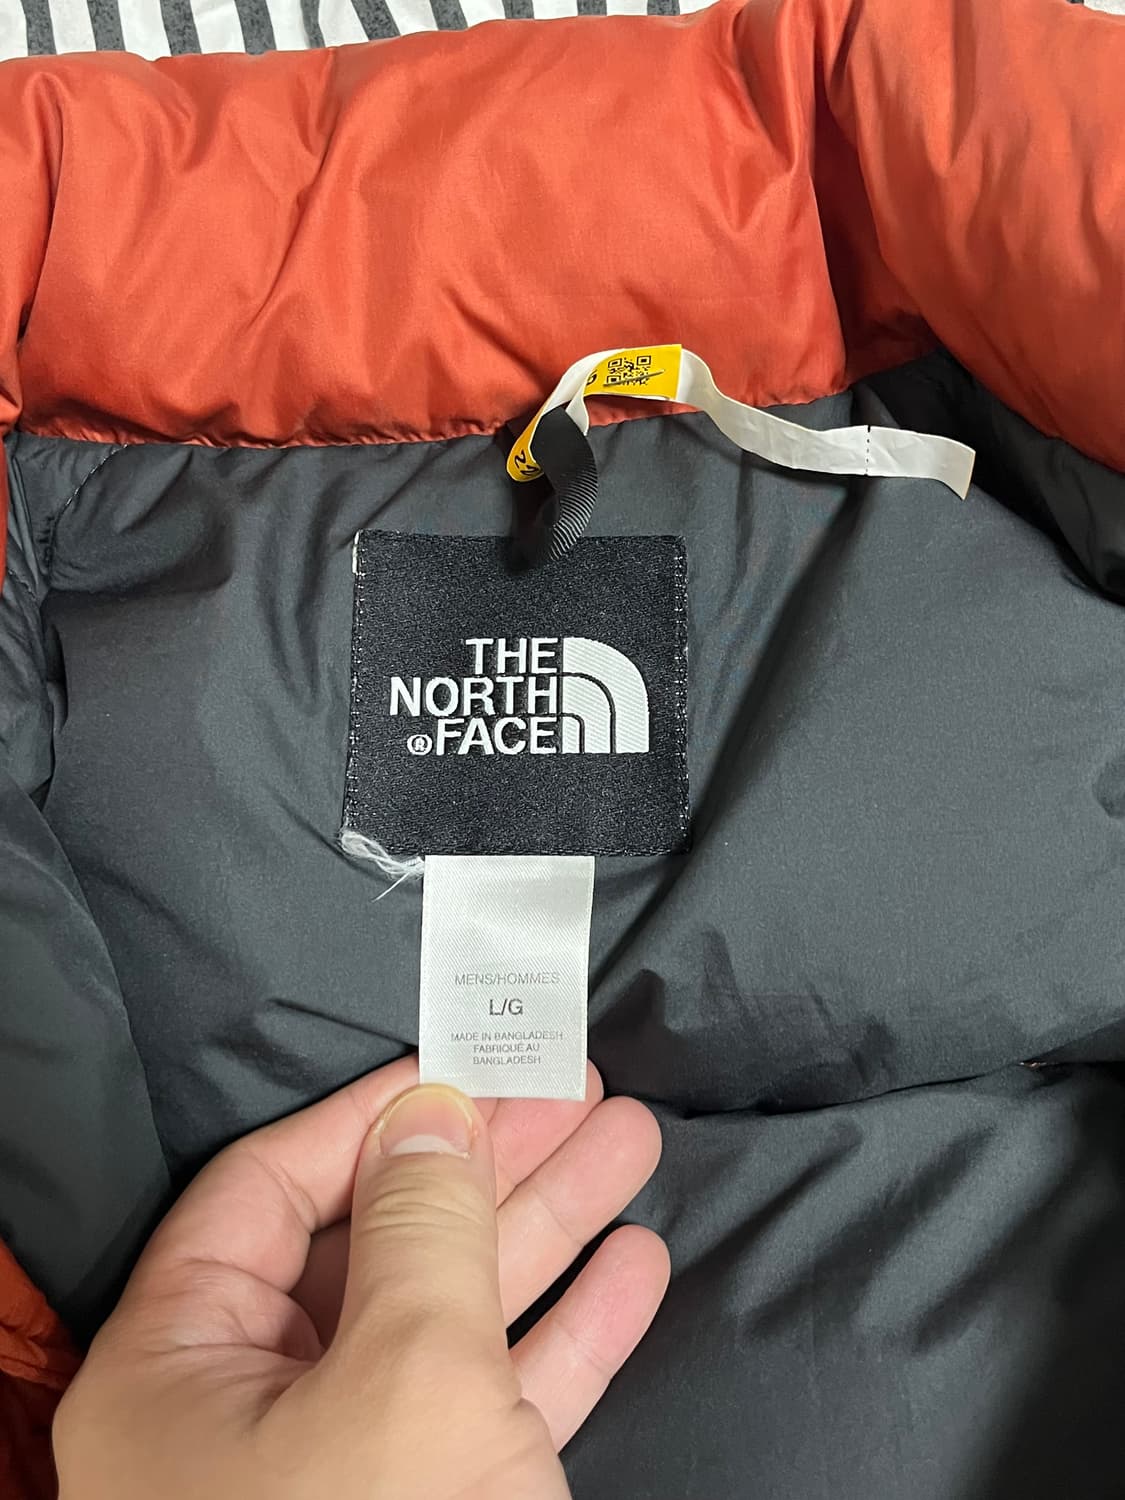 THE
NORTH
®FACE
MENS/HOMMES
L/G
MADE IN BANGLADESH
FABRIQUÉ AU
BANGLADESH